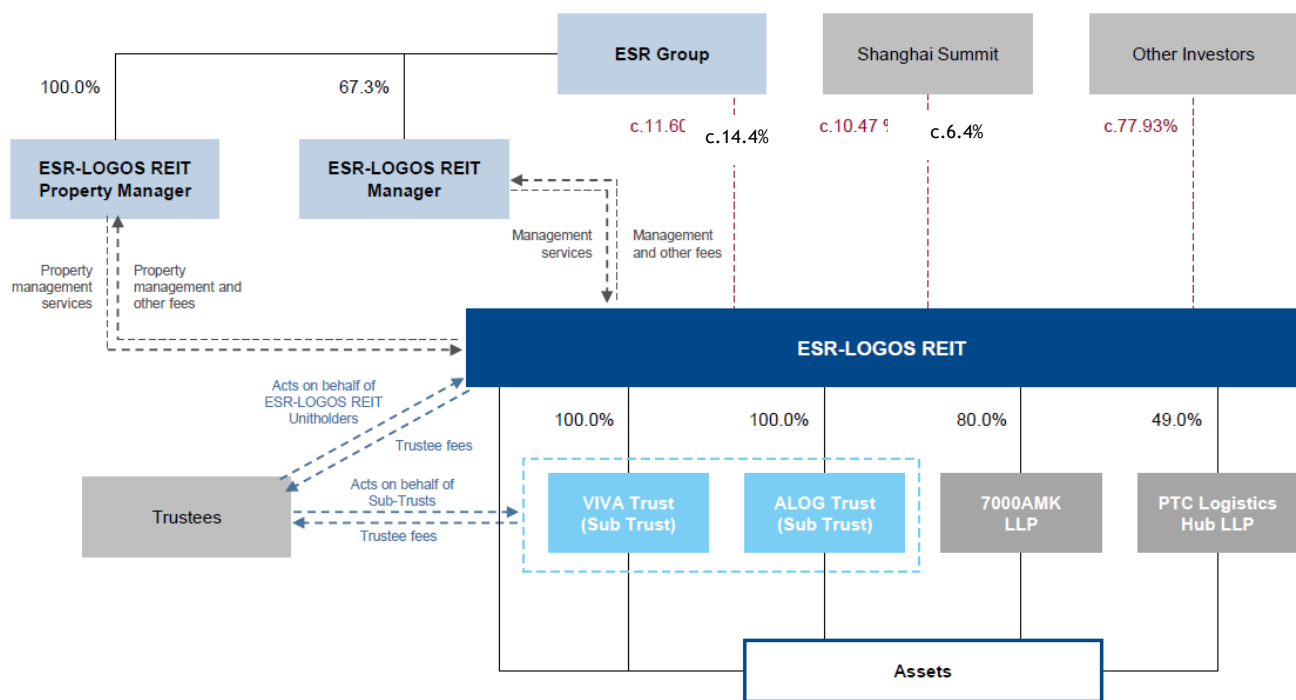 ESR Group
Shanghai Summit
Other Investors
100.0%
67.3%
c.11.60
c.14.4%
c.10.47 %
c.6.4%
c.77.93%
ESR-LOGOS REIT
Property Manager
ESR-LOGOS REIT
Manager
Management
services
Management
and other fees
Property
management
services
Property
management and
other fees
ESR-LOGOS REIT
Acts on behalf of
ESR-LOGOS REIT
Unitholders
Trustee fees
100.0%
100.0%
80.0%
49.0%
Trustees
Acts on behalf of
Sub-Trusts
Trustee fees
VIVA Trust
(Sub Trust)
ALOG Trust
(Sub Trust)
7000AMK
LLP
PTC Logistics
Hub LLP
Assets